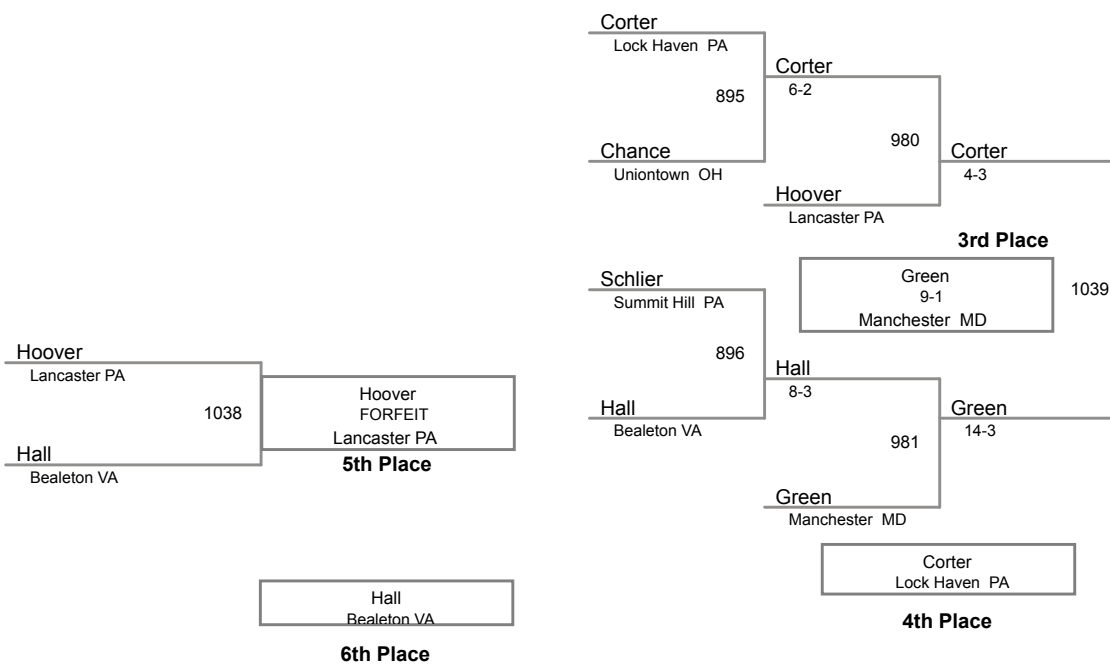 Corter
Lock Haven PA
895
Corter
6-2
Chance
Uniontown OH
980
Corter
4-3
Hoover
Lancaster PA
3rd Place
Green
9-1
Manchester MD
1039
Schlier
Summit Hill PA
896
Hall
8-3
Hall
Bealeton VA
981
Green
14-3
Green
Manchester MD
Corter
Lock Haven PA
4th Place
Hoover
Lancaster PA
1038
Hall
Bealeton VA
Hoover
FORFEIT
Lancaster PA
5th Place
Hall
Bealeton VA
6th Place